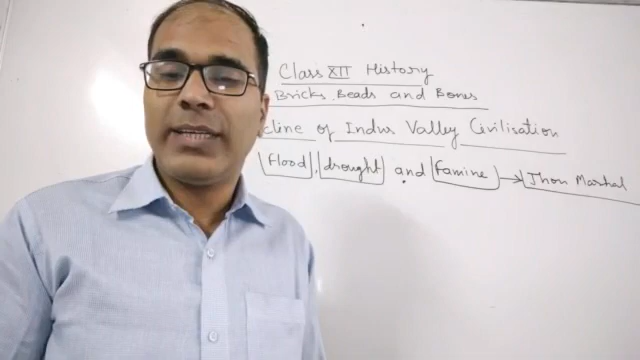 Class XII History
Bricks, Beads and Bones
cline of Indus Valley Civilisation
Flood, drought and famine → Jhon Marshal